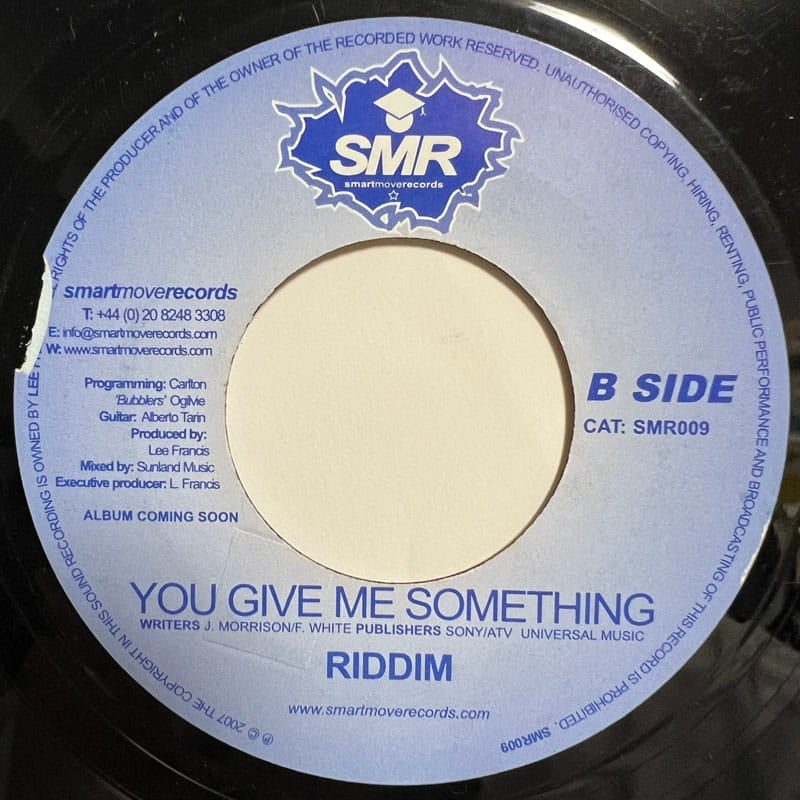 SMR
smartmoverecords
smartmoverecords
T: +44 (0) 20 8248 3308
E: info@smartmoverecords.com
W: www.smartmoverecords.com
Programming: Carlton
'Bubblers' Ogilvie
Guitar: Alberto Tarin
Produced by:
Lee Francis
Mixed by: Sunland Music
Executive producer: L. Francis
ALBUM COMING SOON
B SIDE
CAT: SMR009
YOU GIVE ME SOMETHING
WRITERS J. MORRISON/F. WHITE PUBLISHERS SONY/ATV UNIVERSAL MUSIC
RIDDIM
www.smartmoverecords.com
℗ © 2007 THE COPYRIGHT IN THIS SOUND RECORDING IS OWNED BY LEE RIGHTS OF THE PRODUCER AND OF THE OWNER OF THE RECORDED WORK RESERVED. UNAUTHORISED COPYING, HIRING, RENTING, PUBLIC PERFORMANCE AND BROADCASTING OF THIS RECORD IS PROHIBITED. SMR009